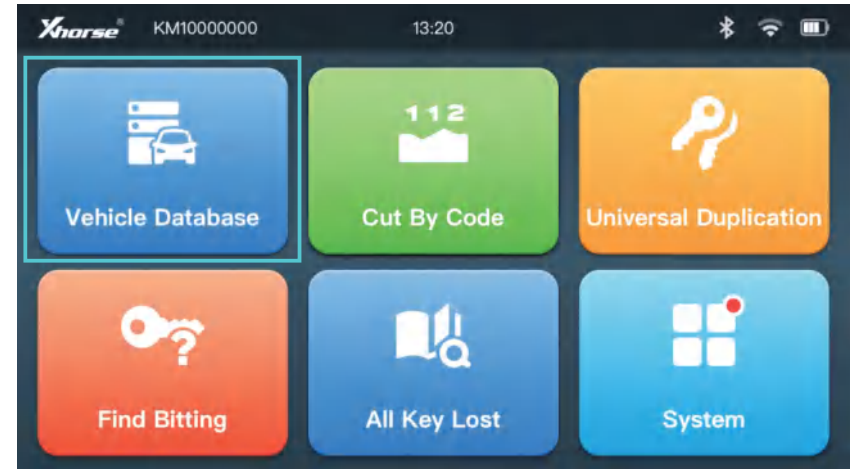 Xhorse® KM10000000 13:20
112
Vehicle Database
Cut By Code
Universal Duplication
?
Find Bitting
All Key Lost
System